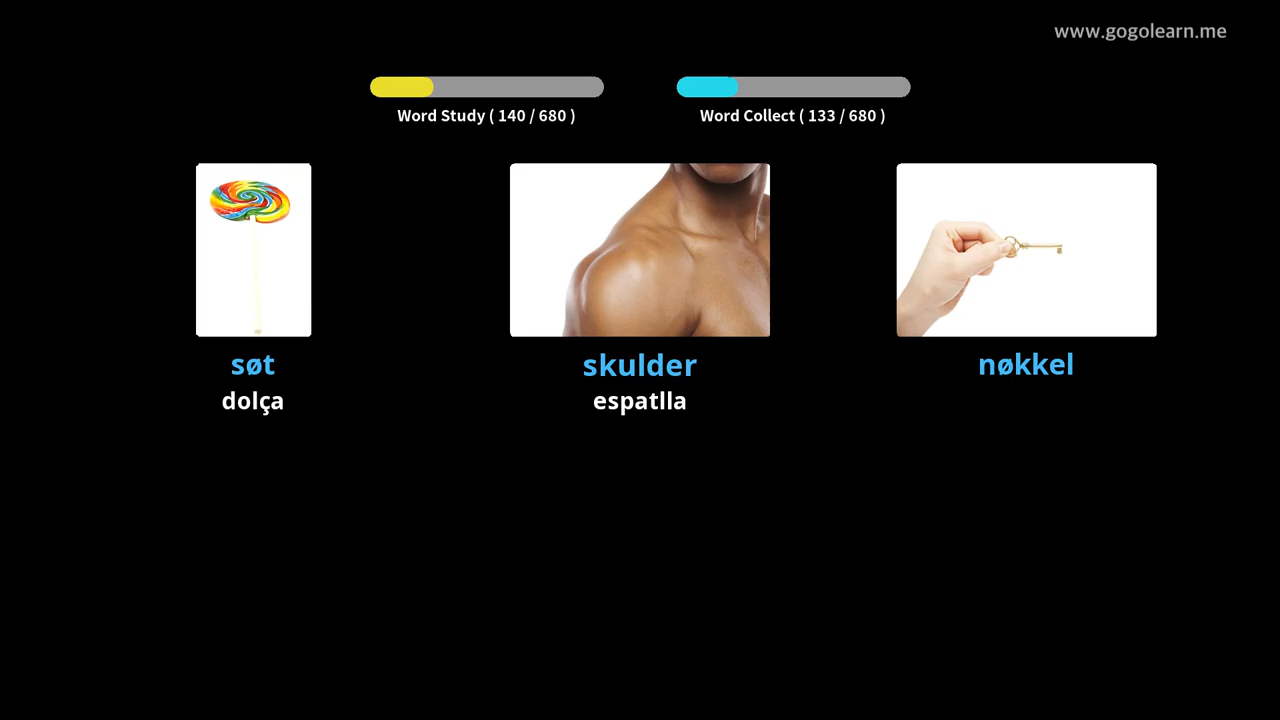 www.gogolearn.me
Word Study ( 140 / 680 )
Word Collect ( 133 / 680 )
søt
skulder
nøkkel
dolça
espatlla